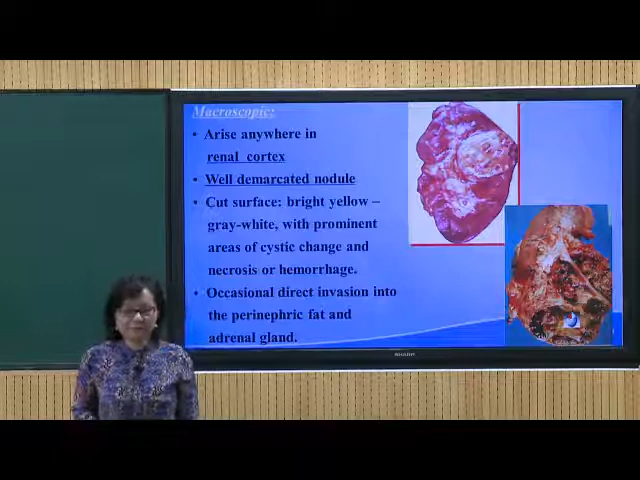 Macroscopic:
• Arise anywhere in
renal cortex
• Well demarcated nodule
• Cut surface: bright yellow –
gray-white, with prominent
areas of cystic change and
necrosis or hemorrhage.
• Occasional direct invasion into
the perinephric fat and
adrenal gland.
SHARP